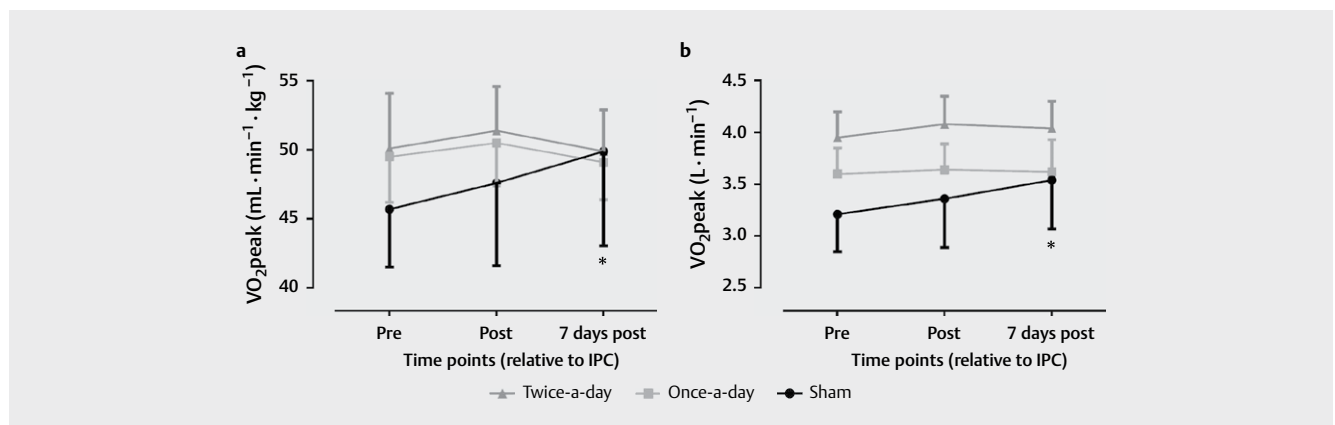 a
VO₂peak (mL·min⁻¹·kg⁻¹)
55
50
45
40
*
Pre Post 7 days post
Time points (relative to IPC)
b
VO₂peak (L·min⁻¹)
4.5
4.0
3.5
3.0
2.5
*
Pre Post 7 days post
Time points (relative to IPC)
Twice-a-day Once-a-day Sham